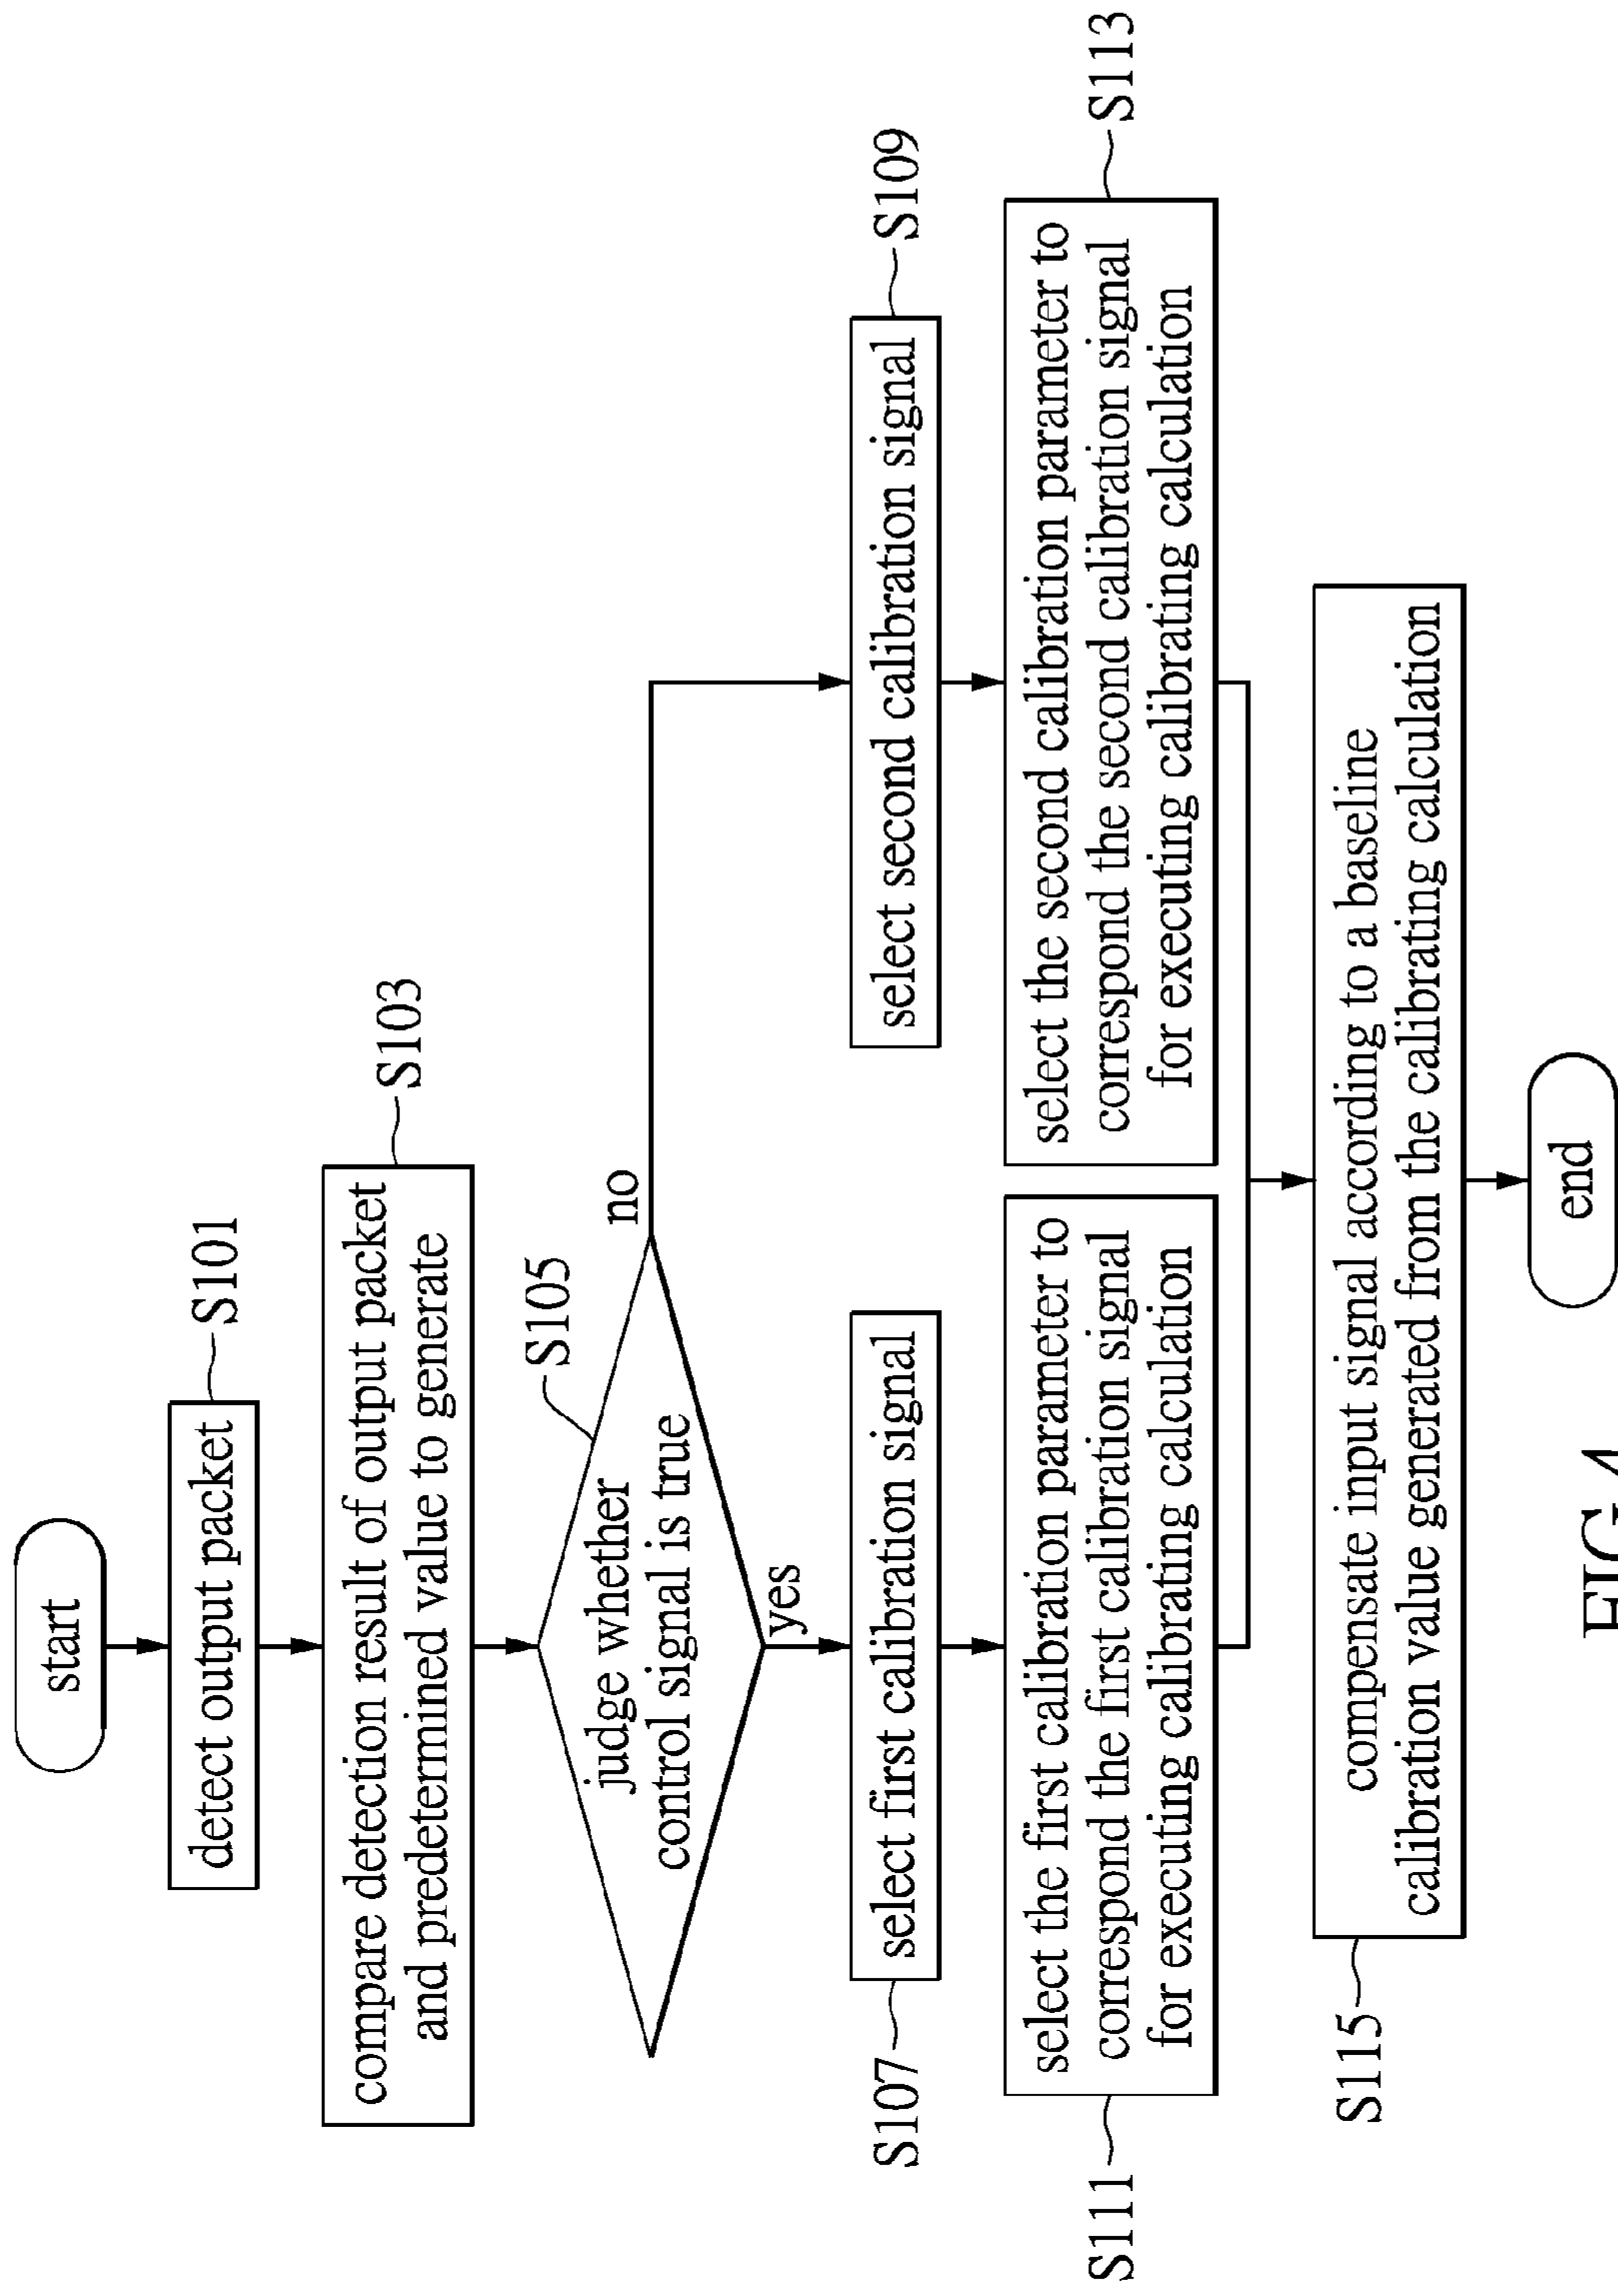 start
detect output packet
S101
compare detection result of output packet
and predetermined value to generate
S103
judge whether
control signal is true
S105
no
yes
S107
select first calibration signal
select second calibration signal
S109
S111
select the first calibration parameter to
correspond the first calibration signal
for executing calibrating calculation
select the second calibration parameter to
correspond the second calibration signal
for executing calibrating calculation
S113
S115
compensate input signal according to a baseline
calibration value generated from the calibrating calculation
end
FIG.4